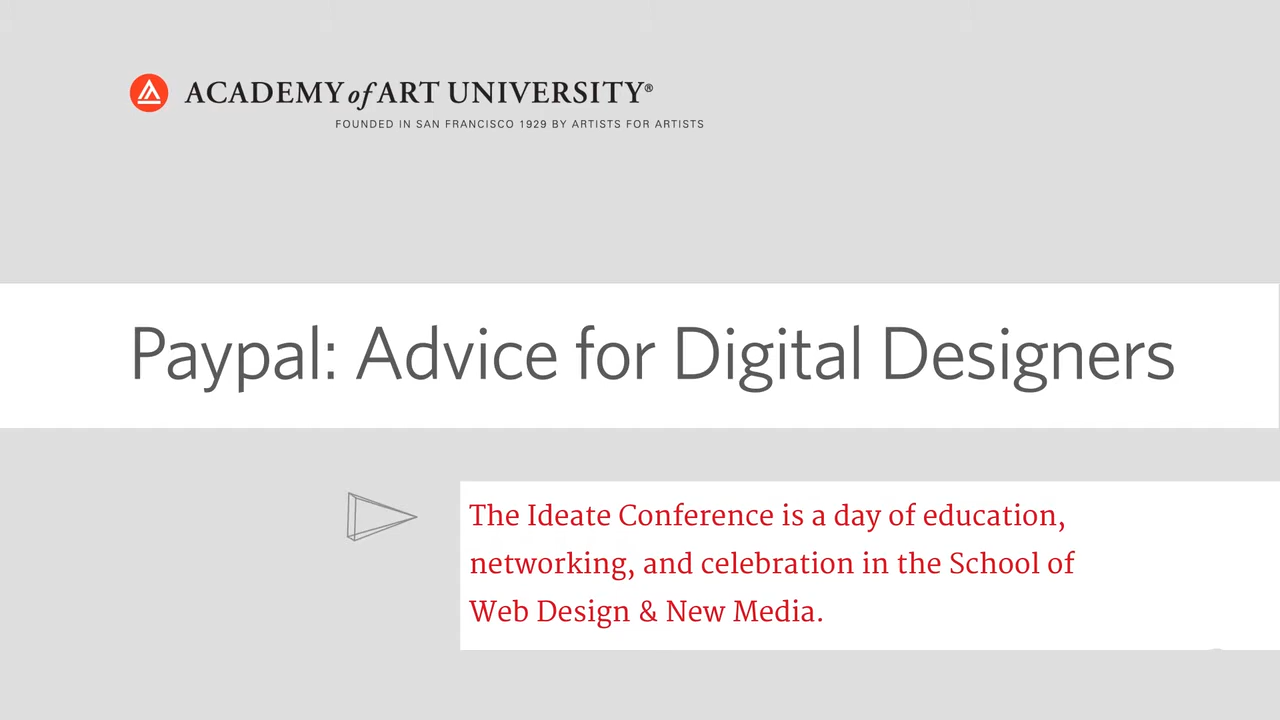 ACADEMY of ART UNIVERSITY®
FOUNDED IN SAN FRANCISCO 1929 BY ARTISTS FOR ARTISTS
Paypal: Advice for Digital Designers
The Ideate Conference is a day of education,
networking, and celebration in the School of
Web Design & New Media.